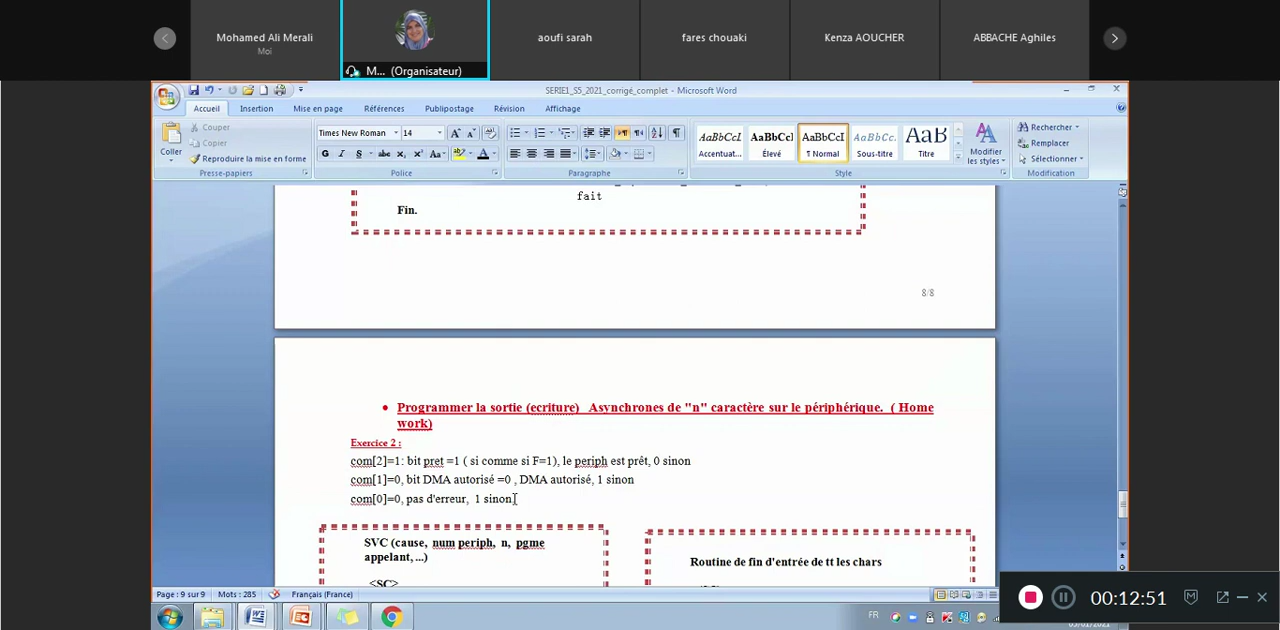 Mohamed Ali Merali
Moi
M... (Organisateur)
aoufi sarah
fares chouaki
Kenza AOUCHER
ABBACHE Aghiles
SERIE1_S5_2021_corrigé_complet - Microsoft Word
Accueil Insertion Mise en page Références Publipostage Révision Affichage
Coller
Couper
Copier
Reproduire la mise en forme
Presse-papiers
Times New Roman 14
Police
Paragraphe
AaBbCcI AaBbCcI AaBbCcI AaBbCc. AaB
Accentuat... Élevé ¶ Normal Sous-titre Titre
Modifier les styles
Style
Rechercher
Remplacer
Sélectionner
Modification
fait
Fin.
8/8
• Programmer la sortie (ecriture) Asynchrones de "n" caractère sur le périphérique. ( Home
work)
Exercice 2 :
com[2]=1: bit pret =1 ( si comme si F=1), le periph est prêt, 0 sinon
com[1]=0, bit DMA autorisé =0 , DMA autorisé, 1 sinon
com[0]=0, pas d'erreur, 1 sinon
SVC (cause, num periph, n, pgme
appelant, ...)
<SC>
Routine de fin d'entrée de tt les chars
Page : 9 sur 9 Mots : 285 Français (France)
FR
00:12:51